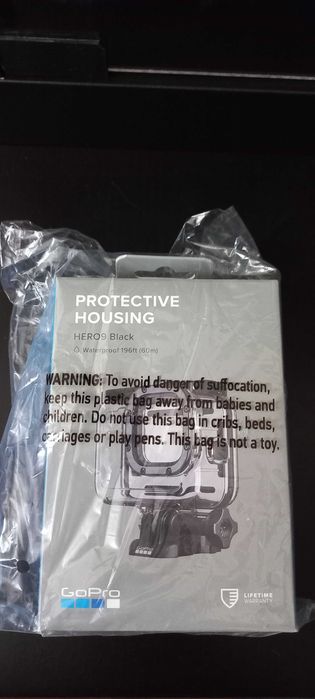 PROTECTIVE
HOUSING
HERO9 Black
Waterproof 196ft (60m)
WARNING: To avoid danger of suffocation,
keep this plastic bag away from babies and
children. Do not use this bag in cribs, beds,
carriages or play pens. This bag is not a toy.
GoPro
GoPro
LIFETIME
WARRANTY